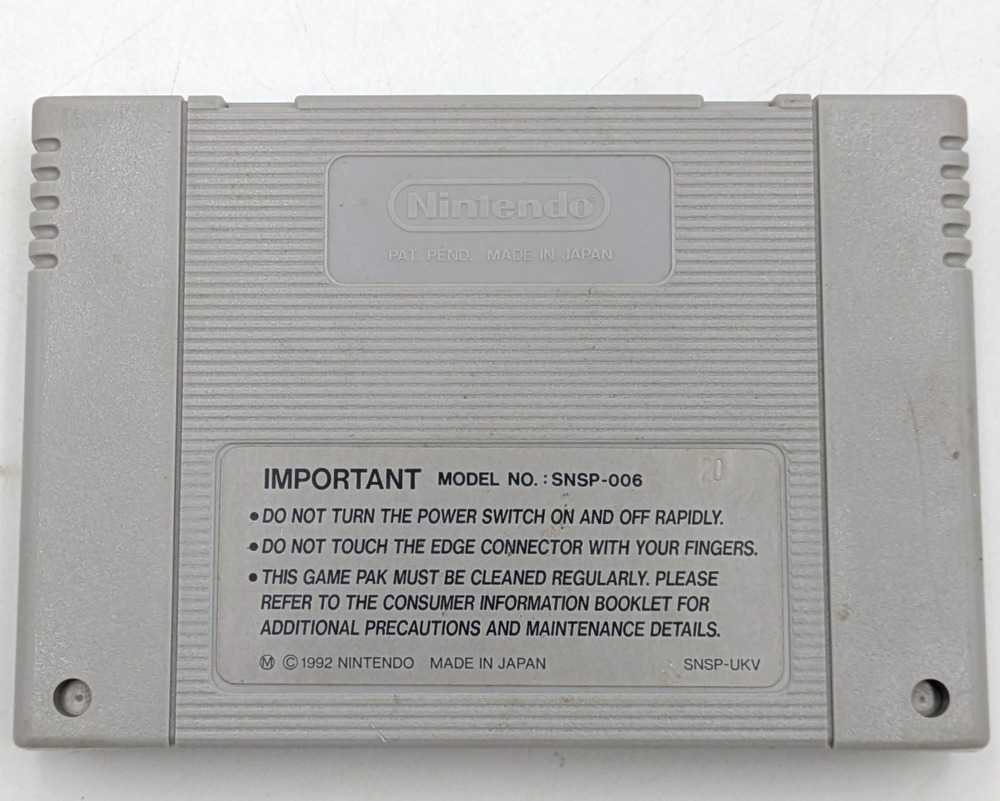 Nintendo
PAT. PEND. MADE IN JAPAN
IMPORTANT MODEL NO. : SNSP-006
20
• DO NOT TURN THE POWER SWITCH ON AND OFF RAPIDLY.
• DO NOT TOUCH THE EDGE CONNECTOR WITH YOUR FINGERS.
• THIS GAME PAK MUST BE CLEANED REGULARLY. PLEASE
REFER TO THE CONSUMER INFORMATION BOOKLET FOR
ADDITIONAL PRECAUTIONS AND MAINTENANCE DETAILS.
Ⓜ © 1992 NINTENDO MADE IN JAPAN SNSP-UKV